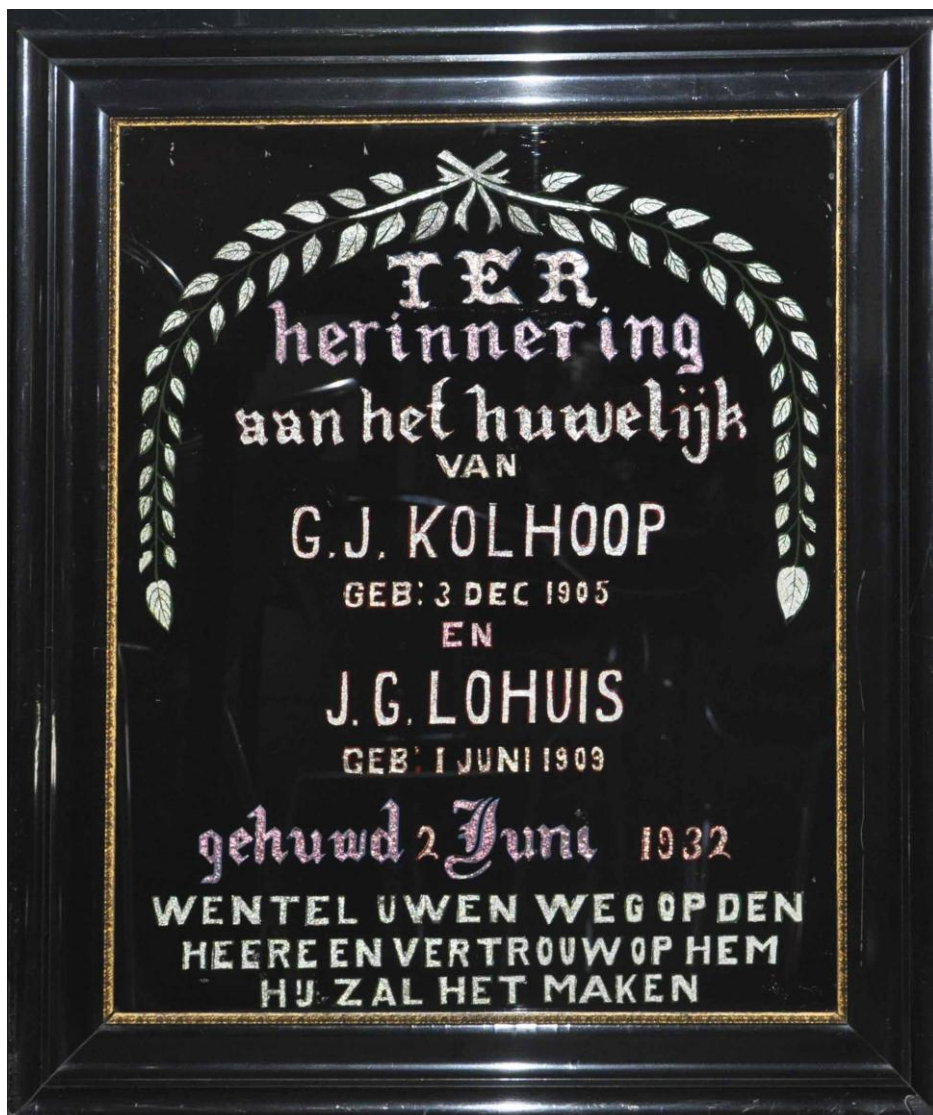 TER
herinnering
aan het huwelijk
VAN
G.J. KOLHOOP
GEB: 3 DEC 1905
EN
J.G. LOHUIS
GEB: 1 JUNI 1909
gehuwd 2 Juni 1932
WENTEL UWEN WEG OP DEN
HEERE EN VERTROUW OP HEM
HIJ ZAL HET MAKEN